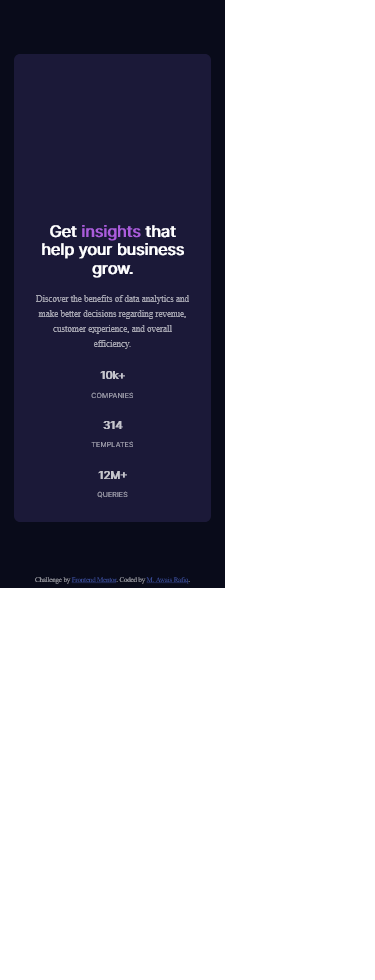 Get insights that
help your business
grow.
Discover the benefits of data analytics and
make better decisions regarding revenue,
customer experience, and overall
efficiency.
10k+
COMPANIES
314
TEMPLATES
12M+
QUERIES
Challenge by Frontend Mentor. Coded by M. Awais Rafiq.